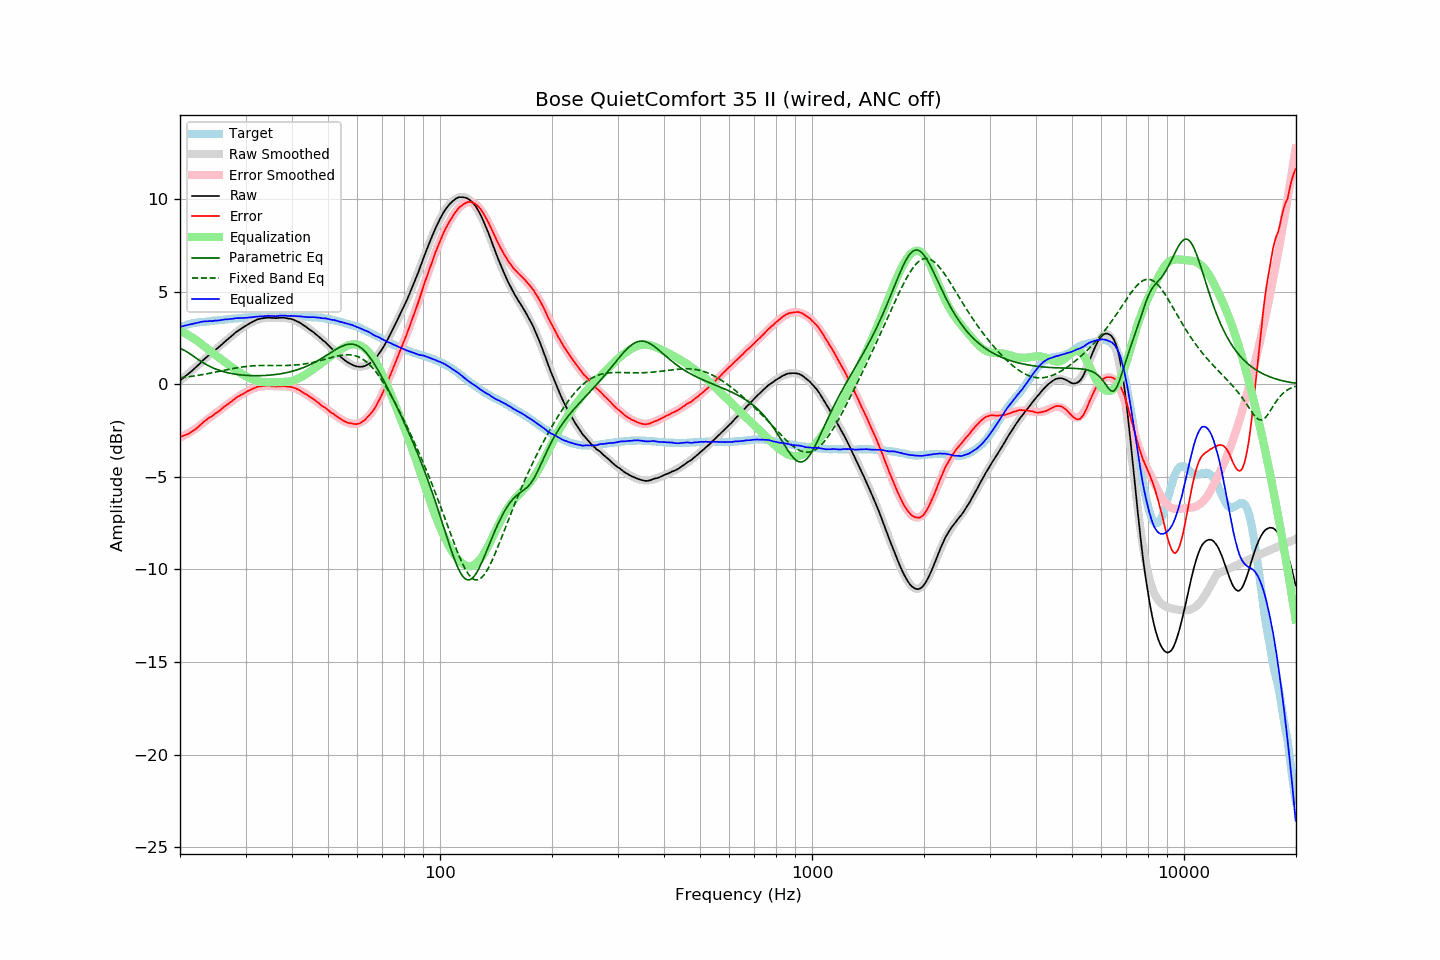 Bose QuietComfort 35 II (wired, ANC off)
Target
Raw Smoothed
Error Smoothed
Raw
Error
Equalization
Parametric Eq
Fixed Band Eq
Equalized
10
5
0
−5
−10
−15
−20
−25
Amplitude (dBr)
100
1000
10000
Frequency (Hz)